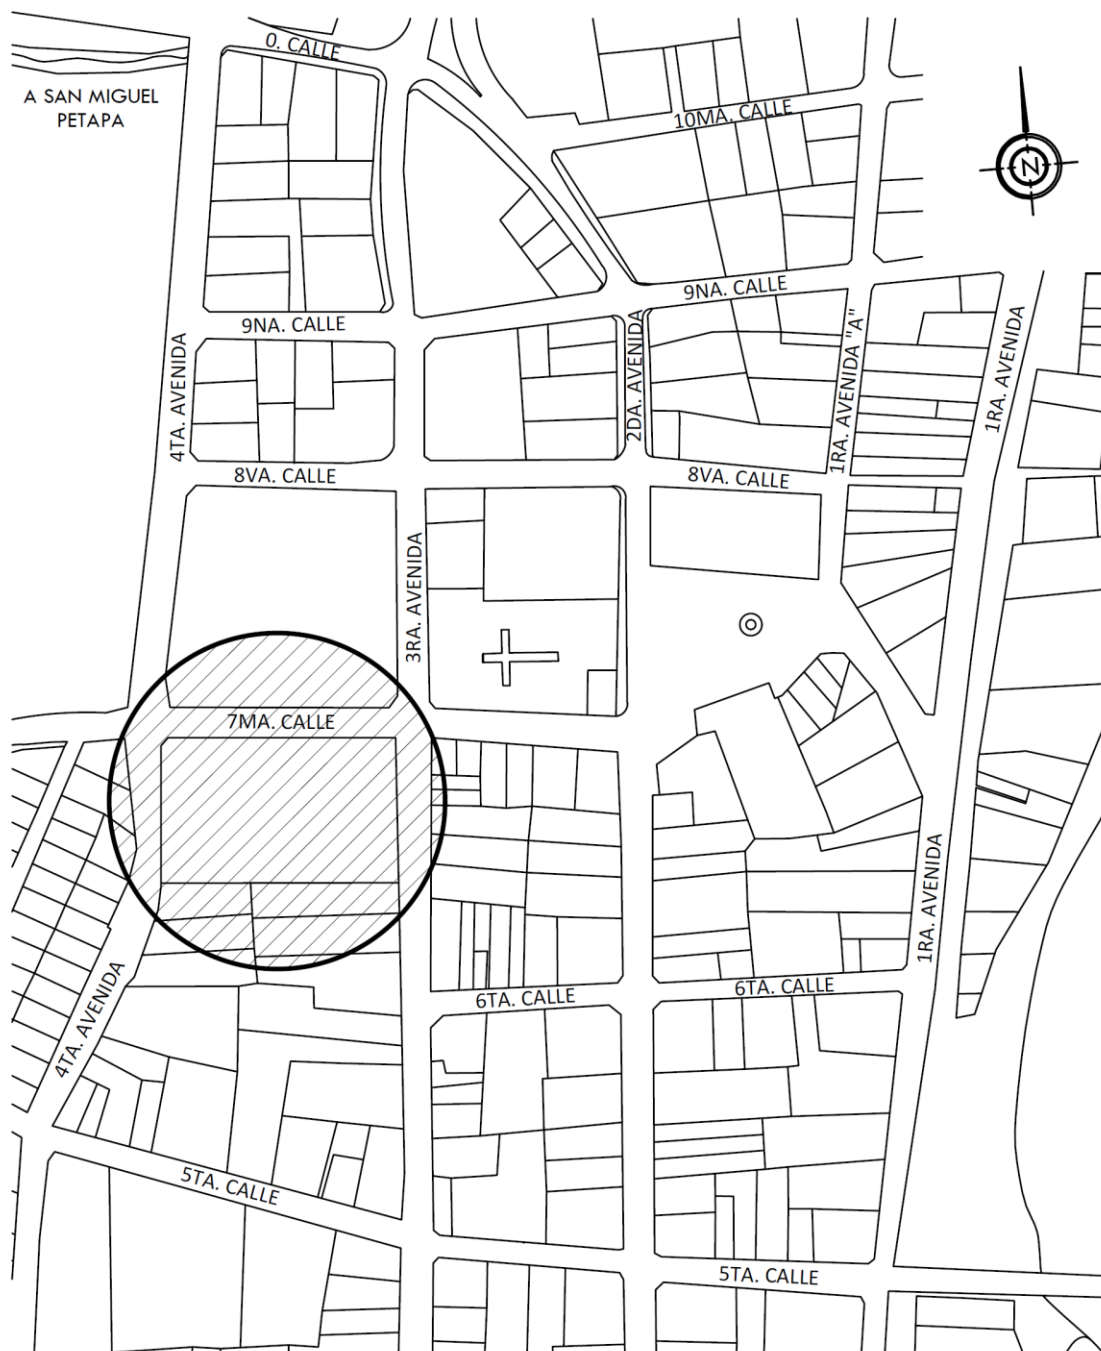 0. CALLE
A SAN MIGUEL
PETAPA
10MA. CALLE
N
9NA. CALLE
9NA. CALLE
4TA. AVENIDA
2DA. AVENIDA
1RA. AVENIDA "A"
1RA. AVENIDA
8VA. CALLE
8VA. CALLE
3RA. AVENIDA
7MA. CALLE
1RA. AVENIDA
4TA. AVENIDA
6TA. CALLE
6TA. CALLE
5TA. CALLE
5TA. CALLE